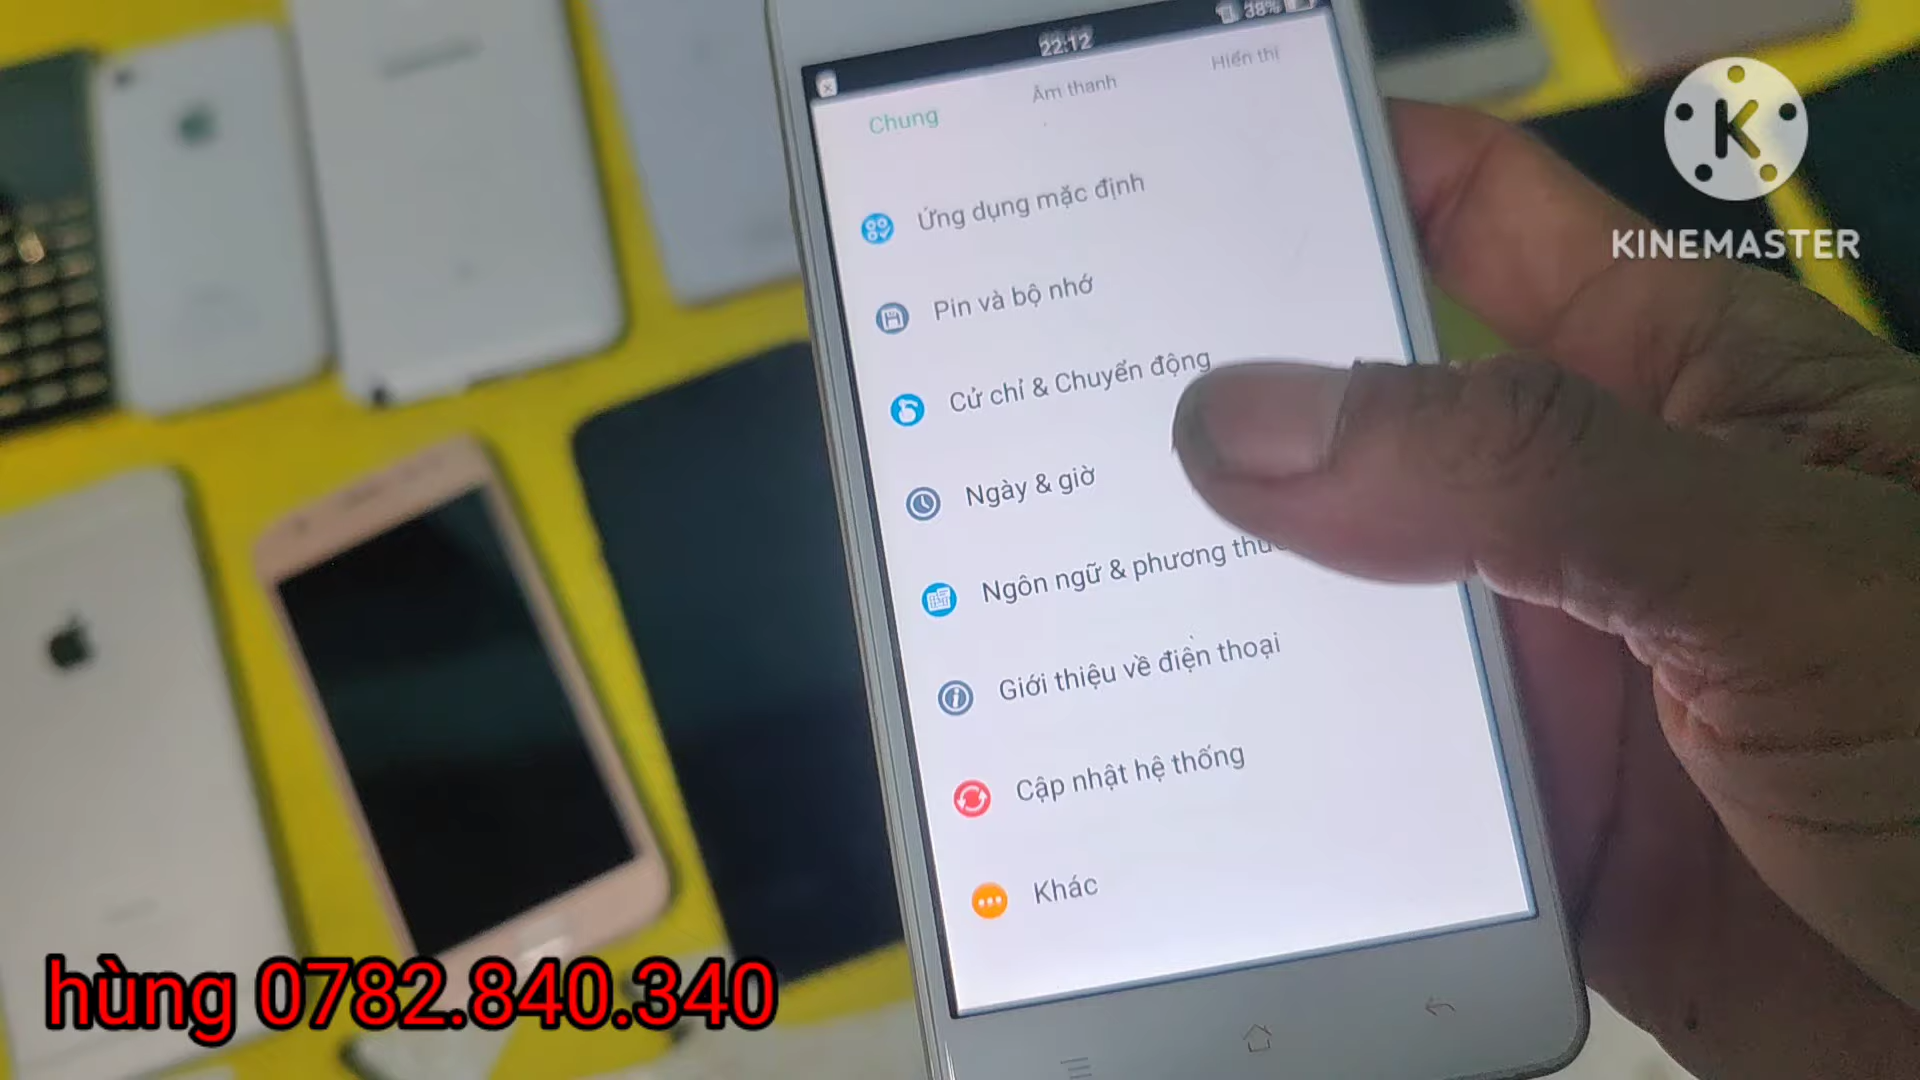 22:12
38%
Chung
Âm thanh
Hiển thị
Ứng dụng mặc định
Pin và bộ nhớ
Cử chỉ & Chuyển động
Ngày & giờ
Ngôn ngữ & phương
Giới thiệu về điện thoại
Cập nhật hệ thống
Khác
K
KINEMASTER
hùng 0782.840.340